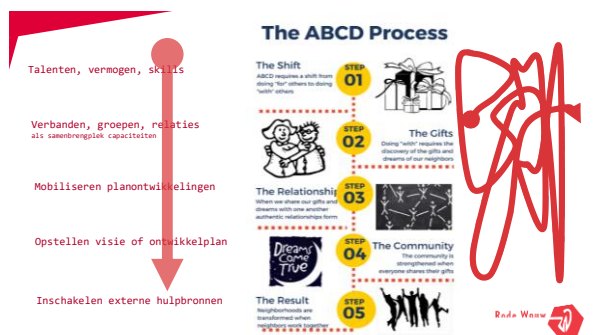 The ABCD Process
Talenten, vermogen, skills
Verbanden, groepen, relaties
als samenbrengplek capaciteiten
Mobiliseren planontwikkelingen
Opstellen visie of ontwikkelplan
Inschakelen externe hulpbronnen
The Shift
ABCD requires a shift from
doing "for" others to doing
"with" others
STEP
01
STEP
02
The Gifts
Doing "with" requires the
discovery of the gifts and
dreams of our neighbors
The Relationship
When we share our gifts and
dreams with one another
authentic relationships form
STEP
03
Dreams
Come
True
STEP
04
The Community
The community is
strengthened when
everyone shares their gifts
The Result
Neighborhoods are
transformed when
neighbors work together
STEP
05
Rode Wouw